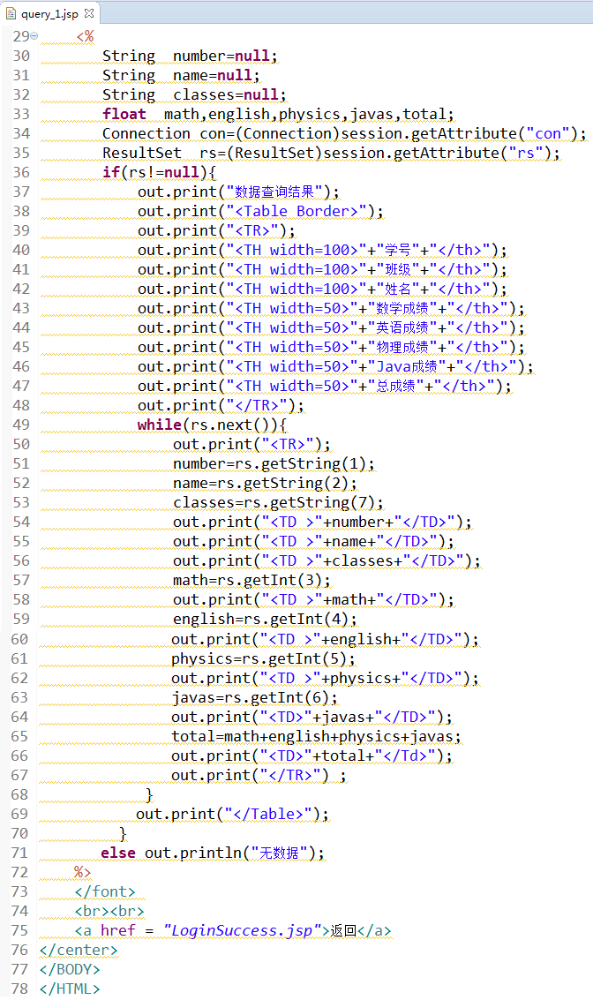 query_1.jsp
29 <%
30 String  number=null;
31 String  name=null;
32 String  classes=null;
33 float  math,english,physics,javas,total;
34 Connection con=(Connection)session.getAttribute("con");
35 ResultSet  rs=(ResultSet)session.getAttribute("rs");
36 if(rs!=null){
37 out.print("数据查询结果");
38 out.print("<Table Border>");
39 out.print("<TR>");
40 out.print("<TH width=100>"+"学号"+"</th>");
41 out.print("<TH width=100>"+"班级"+"</th>");
42 out.print("<TH width=100>"+"姓名"+"</th>");
43 out.print("<TH width=50>"+"数学成绩"+"</th>");
44 out.print("<TH width=50>"+"英语成绩"+"</th>");
45 out.print("<TH width=50>"+"物理成绩"+"</th>");
46 out.print("<TH width=50>"+"Java成绩"+"</th>");
47 out.print("<TH width=50>"+"总成绩"+"</th>");
48 out.print("</TR>");
49 while(rs.next()){
50 out.print("<TR>");
51 number=rs.getString(1);
52 name=rs.getString(2);
53 classes=rs.getString(7);
54 out.print("<TD >"+number+"</TD>");
55 out.print("<TD >"+name+"</TD>");
56 out.print("<TD >"+classes+"</TD>");
57 math=rs.getInt(3);
58 out.print("<TD >"+math+"</TD>");
59 english=rs.getInt(4);
60 out.print("<TD >"+english+"</TD>");
61 physics=rs.getInt(5);
62 out.print("<TD >"+physics+"</TD>");
63 javas=rs.getInt(6);
64 out.print("<TD>"+javas+"</TD>");
65 total=math+english+physics+javas;
66 out.print("<TD>"+total+"</Td>");
67 out.print("</TR>") ;
68 }
69 out.print("</Table>");
70 }
71 else out.println("无数据");
72 %>
73 </font>
74 <br><br>
75 <a href = "LoginSuccess.jsp">返回</a>
76 </center>
77 </BODY>
78 </HTML>